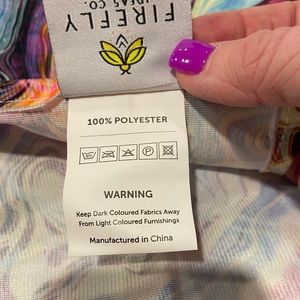 FIREFLY
IDEAS CO.
100% POLYESTER
WARNING
Keep Dark Coloured Fabrics Away
From Light Coloured Furnishings
Manufactured in China